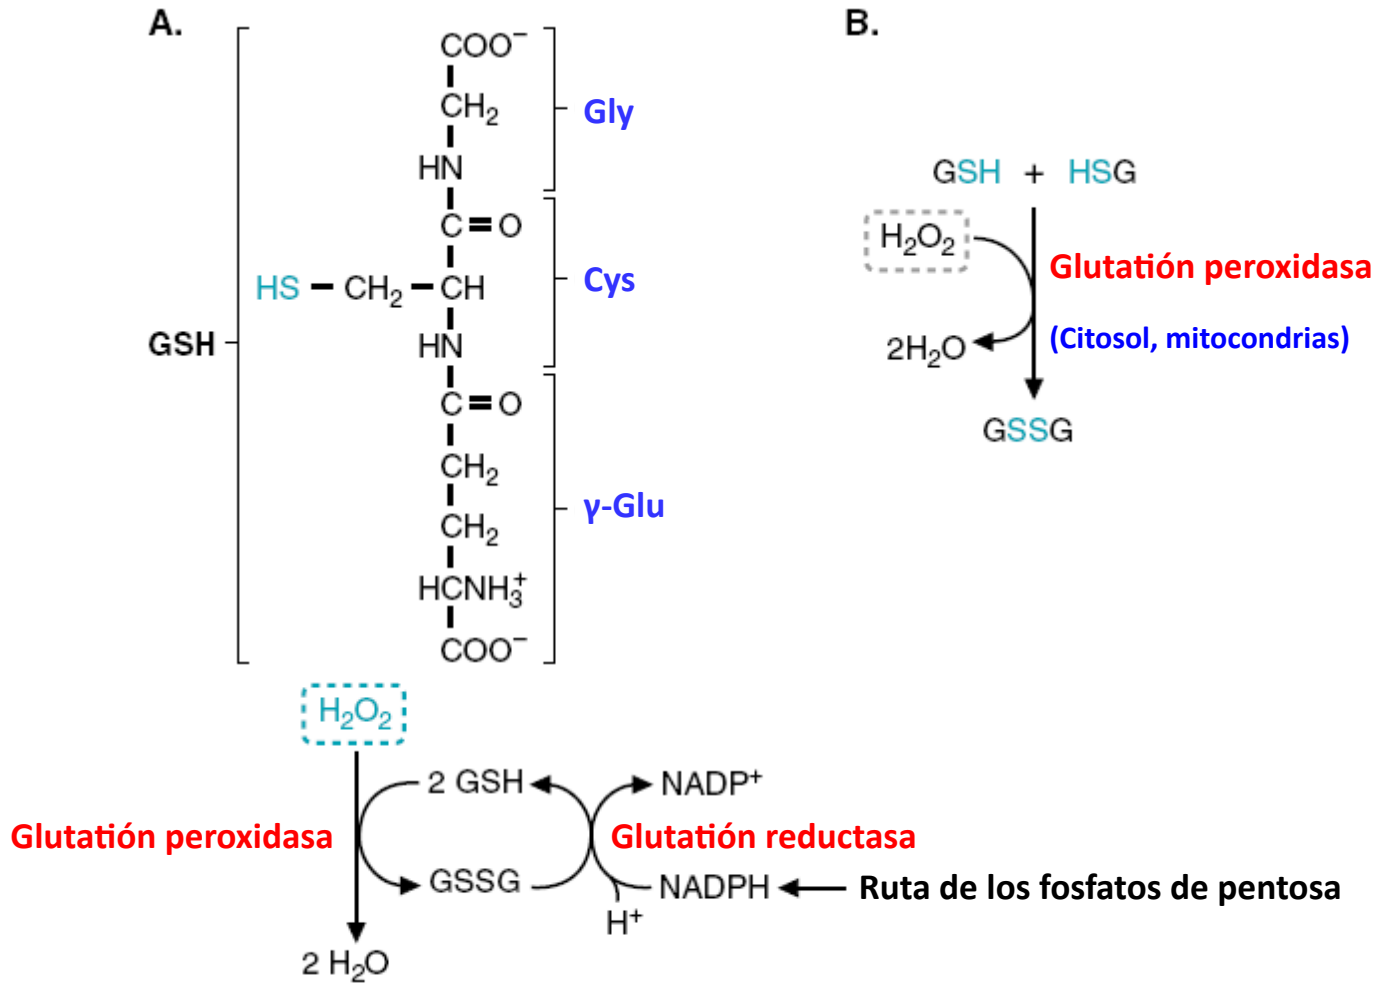 A.
COO⁻
CH₂
Gly
HN
C=O
HS – CH₂ – CH
Cys
GSH
HN
C=O
CH₂
γ-Glu
CH₂
HCNH₃⁺
COO⁻
B.
GSH + HSG
H₂O₂
Glutatión peroxidasa
(Citosol, mitocondrias)
2H₂O
GSSG
H₂O₂
2 GSH
NADP⁺
Glutatión peroxidasa
Glutatión reductasa
GSSG
NADPH
Ruta de los fosfatos de pentosa
H⁺
2 H₂O